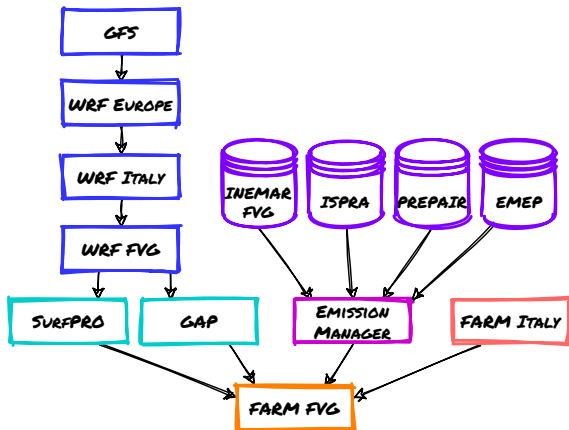 GFS
WRF Europe
WRF Italy
WRF FVG
INEMAR
FVG
ISPRA
PREPAIR
EMEP
SurfPRO
GAP
Emission
Manager
FARM Italy
FARM FVG